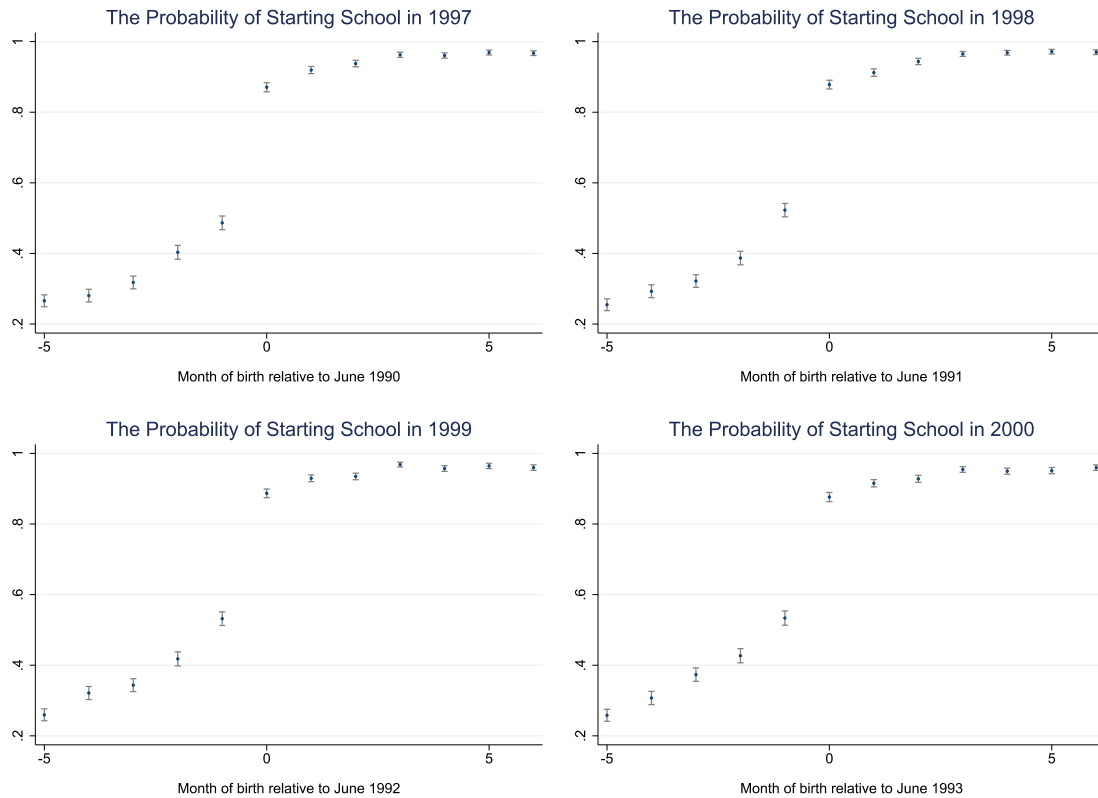 The Probability of Starting School in 1997
1
.8
.6
.4
.2
-5 0 5
Month of birth relative to June 1990
The Probability of Starting School in 1998
1
.8
.6
.4
.2
-5 0 5
Month of birth relative to June 1991
The Probability of Starting School in 1999
1
.8
.6
.4
.2
-5 0 5
Month of birth relative to June 1992
The Probability of Starting School in 2000
1
.8
.6
.4
.2
-5 0 5
Month of birth relative to June 1993